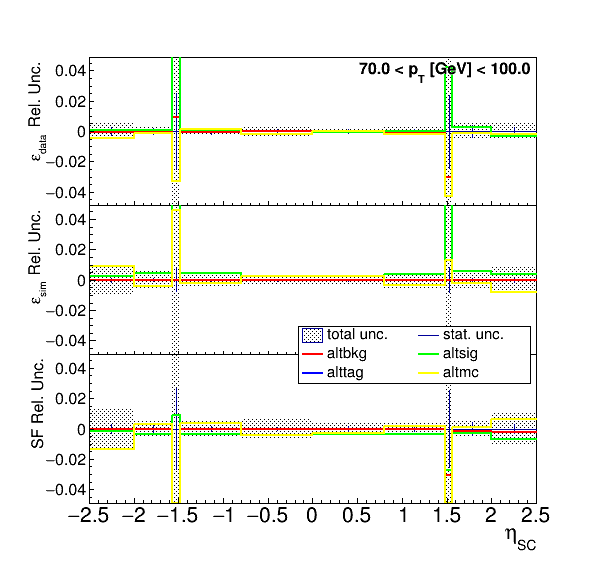 70.0 < p_T [GeV] < 100.0
ε_data Rel. Unc.
0.04
0.02
0
−0.02
−0.04
ε_sim Rel. Unc.
0.04
0.02
0
−0.02
−0.04
total unc. stat. unc.
altbkg altsig
alttag altmc
SF Rel. Unc.
0.04
0.02
0
−0.02
−0.04
−2.5 −2 −1.5 −1 −0.5 0 0.5 1 1.5 2 2.5
η_SC